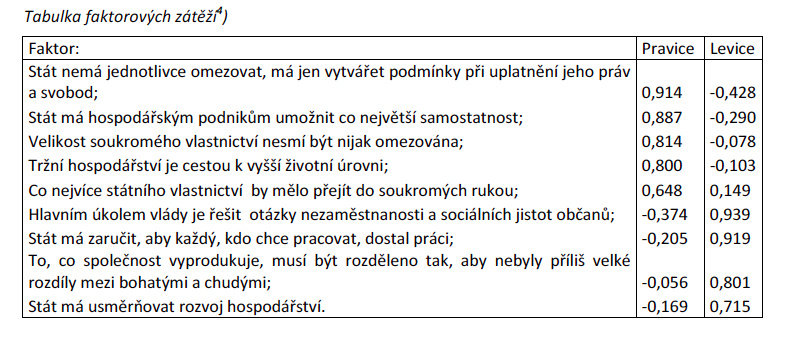 Tabulka faktorových zátěží⁴)
Faktor: Pravice Levice
Stát nemá jednotlivce omezovat, má jen vytvářet podmínky při uplatnění jeho práv
a svobod; 0,914 -0,428
Stát má hospodářským podnikům umožnit co největší samostatnost; 0,887 -0,290
Velikost soukromého vlastnictví nesmí být nijak omezována; 0,814 -0,078
Tržní hospodářství je cestou k vyšší životní úrovni; 0,800 -0,103
Co nejvíce státního vlastnictví by mělo přejít do soukromých rukou; 0,648 0,149
Hlavním úkolem vlády je řešit otázky nezaměstnanosti a sociálních jistot občanů; -0,374 0,939
Stát má zaručit, aby každý, kdo chce pracovat, dostal práci; -0,205 0,919
To, co společnost vyprodukuje, musí být rozděleno tak, aby nebyly příliš velké
rozdíly mezi bohatými a chudými; -0,056 0,801
Stát má usměrňovat rozvoj hospodářství. -0,169 0,715